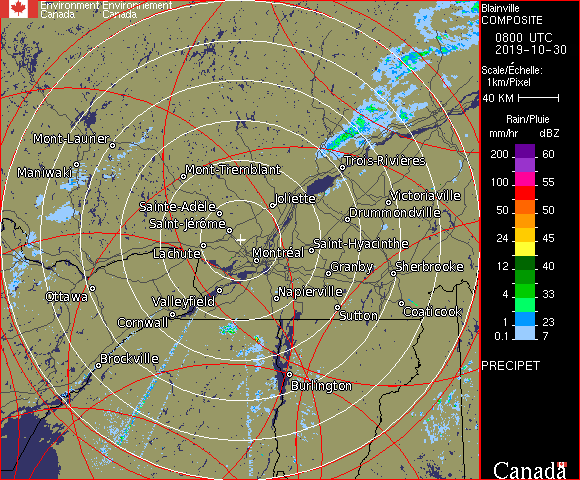 Environment Environnement
Canada Canada
Blainville
COMPOSITE
0800 UTC
2019-10-30
Scale/Échelle:
1km/Pixel
40 KM
Rain/Pluie
mm/hr dBZ
200 60
150 57
100 55
50 50
24 45
12 40
4 33
1 23
0.1 7
PRECIPET
Mont-Laurier
Maniwaki
Mont-Tremblant
Trois-Rivières
Joliette
Victoriaville
Sainte-Adèle
Drummondville
Saint-Jérôme
Lachute
Montréal
Saint-Hyacinthe
Granby
Sherbrooke
Ottawa
Valleyfield
Napierville
Cornwall
Sutton
Coaticook
Brockville
Burlington
Canada